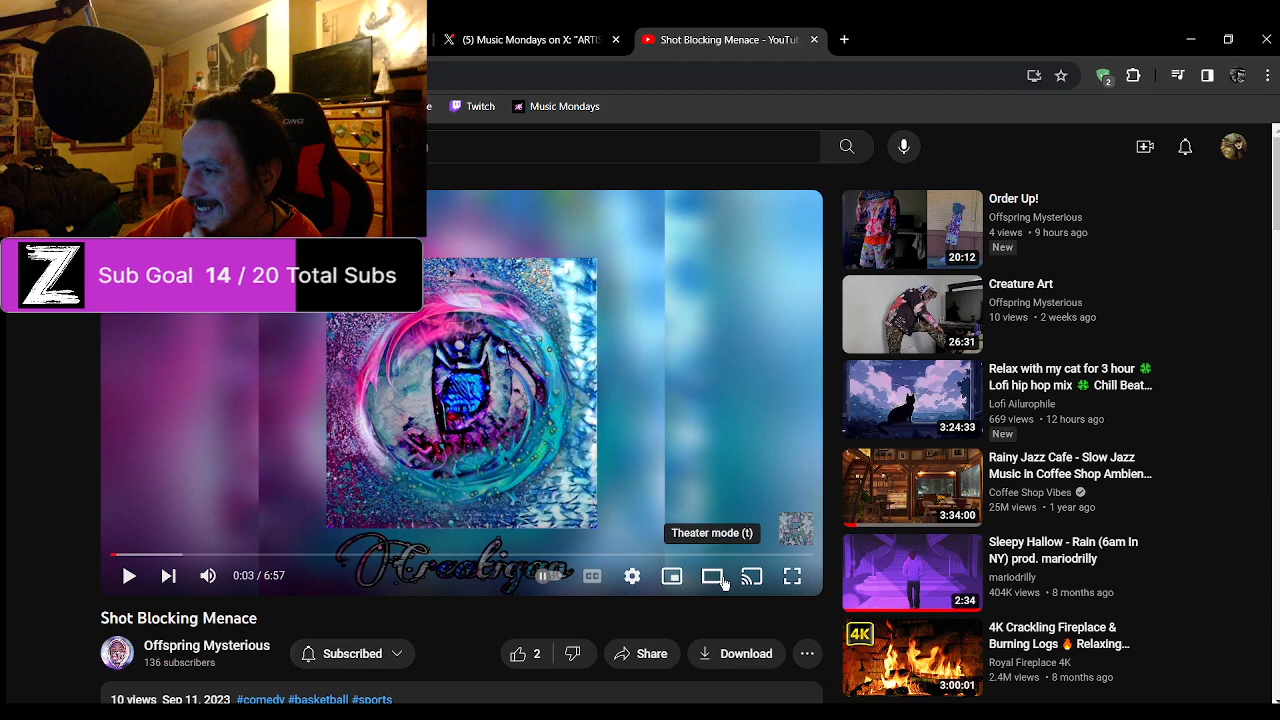 (5) Music Mondays on X: "ARTIS
Shot Blocking Menace - YouTub
2
Twitch
Music Mondays
CING
Z
Sub Goal 14 / 20 Total Subs
Theater mode (t)
0:03 / 6:57
CC
Shot Blocking Menace
Offspring Mysterious
136 subscribers
Subscribed
2
Share
Download
10 views Sep 11, 2023 #comedy #basketball #sports
20:12
Order Up!
Offspring Mysterious
4 views • 9 hours ago
New
26:31
Creature Art
Offspring Mysterious
10 views • 2 weeks ago
3:24:33
Relax with my cat for 3 hour 🍀
Lofi hip hop mix 🍀 Chill Beat...
Lofi Ailurophile
669 views • 12 hours ago
New
3:34:00
Rainy Jazz Cafe - Slow Jazz
Music in Coffee Shop Ambien...
Coffee Shop Vibes
25M views • 1 year ago
2:34
Sleepy Hallow - Rain (6am In
NY) prod. mariodrilly
mariodrilly
404K views • 8 months ago
4K
3:00:01
4K Crackling Fireplace &
Burning Logs 🔥 Relaxing...
Royal Fireplace 4K
2.4M views • 8 months ago